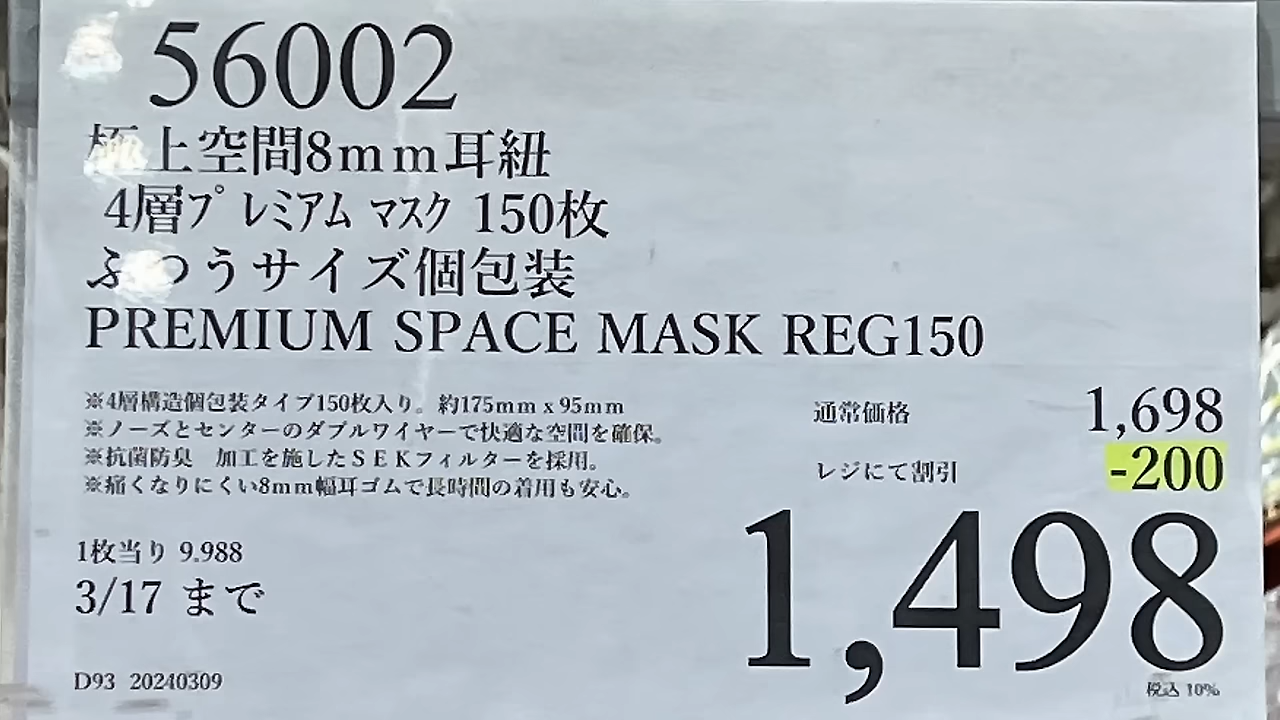 56002
極上空間8mm耳紐
4層プレミアム マスク 150枚
ふつうサイズ個包装
PREMIUM SPACE MASK REG150
※4層構造個包装タイプ150枚入り。約175mm x 95mm
※ノーズとセンターのダブルワイヤーで快適な空間を確保。
※抗菌防臭　加工を施したSEKフィルターを採用。
※痛くなりにくい8mm幅耳ゴムで長時間の着用も安心。
通常価格 1,698
レジにて割引 -200
1,498
税込 10%
1枚当り 9.988
3/17 まで
D93 20240309